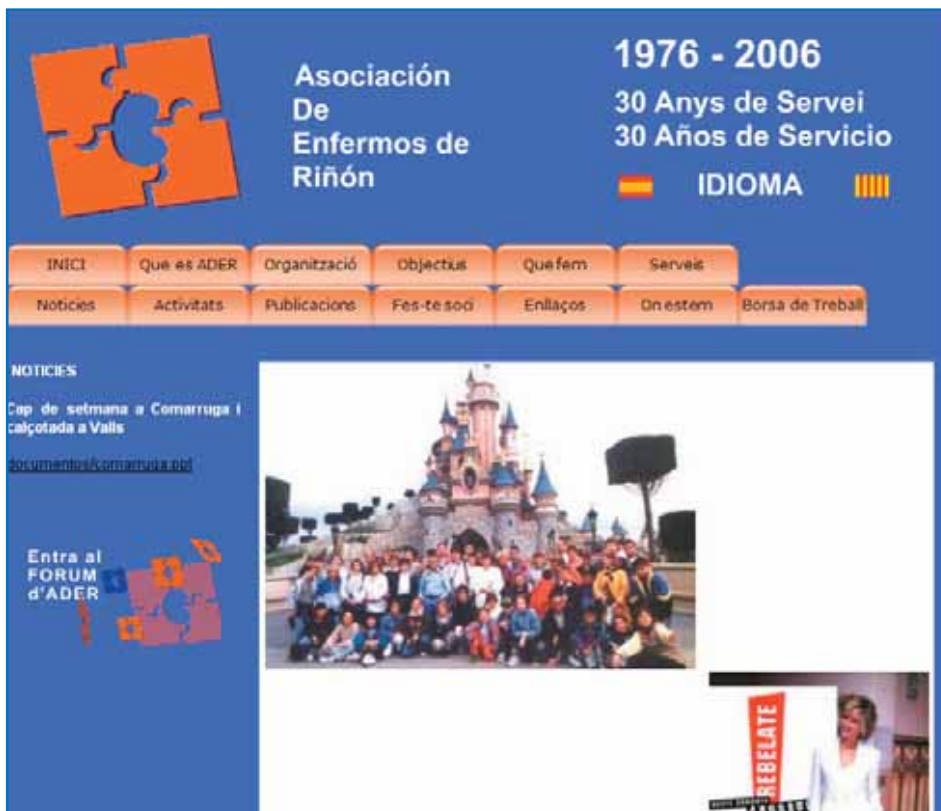 Asociación
De
Enfermos de
Riñón
1976 - 2006
30 Anys de Servei
30 Años de Servicio
IDIOMA
INICI Que es ADER Organització Objectius Que fem Serveis
Noticies Activitats Publicacions Fes-te soci Enllaços On estem Borsa de Treball
NOTICIES
Cap de setmana a Comarruga i
calçotada a Valls
documentos/comarruga.ppt
Entra al
FORUM
d'ADER
REBELATE